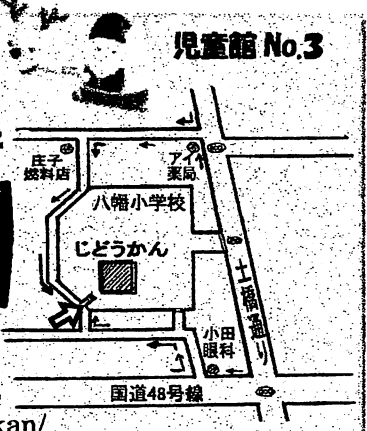 児童館 No.3
庄子
燃料店
アイ
薬局
八幡小学校
じどうかん
土橋通り
小田
眼科
国道48号線
kan/